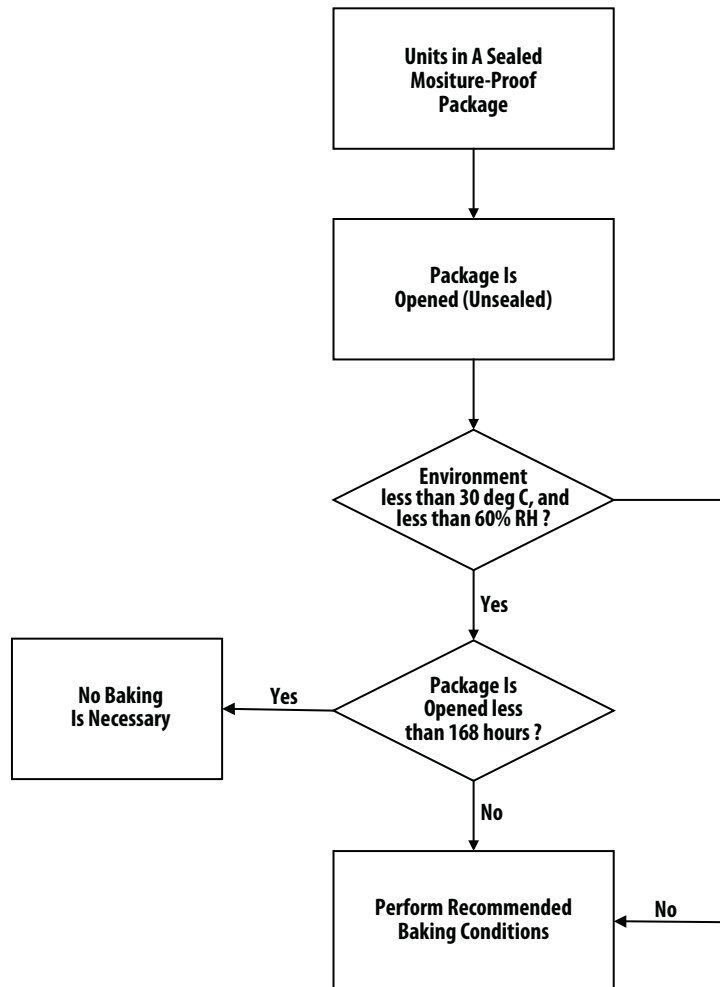 Units in A Sealed
Mositure-Proof
Package
Package Is
Opened (Unsealed)
Environment
less than 30 deg C, and
less than 60% RH ?
Yes
No Baking
Is Necessary
Yes
Package Is
Opened less
than 168 hours ?
No
Perform Recommended
Baking Conditions
No